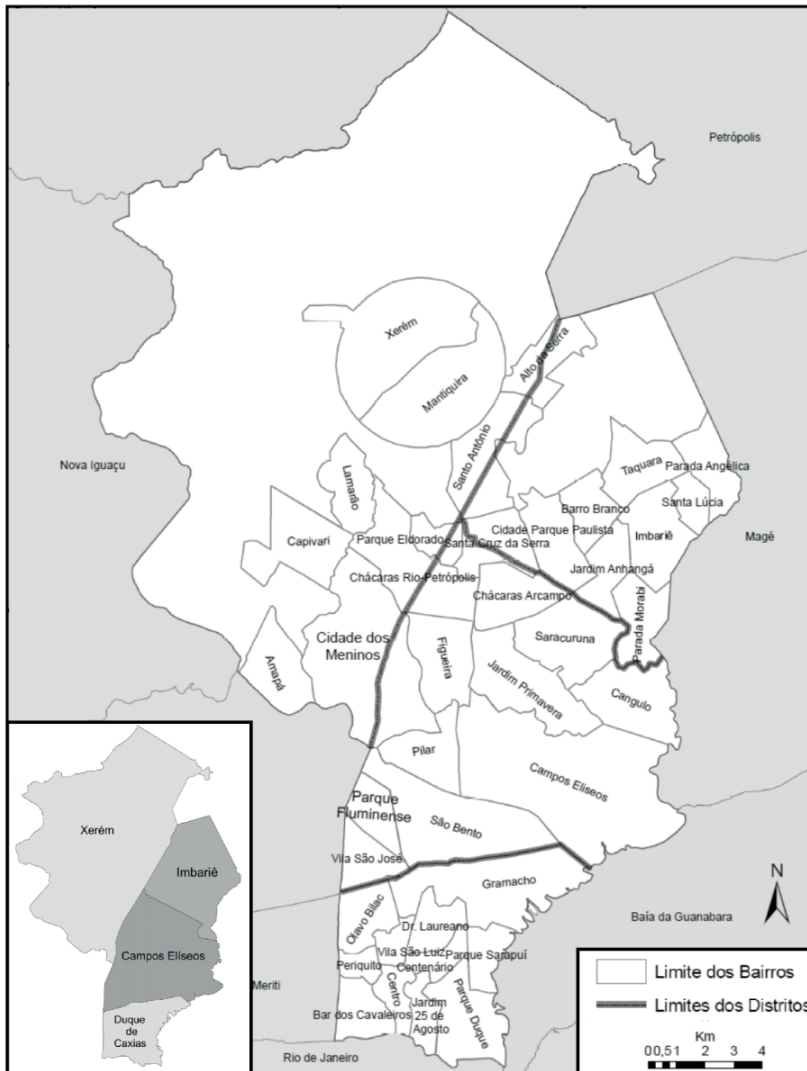 Petrópolis
Xerém
Alto da Serra
Mantiquira
Santo Antônio
Nova Iguaçu
Lamarão
Taquara
Parada Angélica
Santa Lúcia
Barro Branco
Capivari
Parque Eldorado
Santa Cruz da Serra
Cidade Parque Paulista
Imbariê
Magé
Chácaras Rio-Petrópolis
Jardim Anhangá
Chácaras Arcampo
Parada Morabi
Cidade dos
Meninos
Saracuruna
Figueira
Amapá
Jardim Primavera
Cangulo
Pilar
Campos Elíseos
Parque
Fluminense
São Bento
Vila São José
Gramacho
Olavo Bilac
Dr. Laureano
Baía da Guanabara
Vila São Luiz
Parque Sarapuí
Periquito
Centenário
Meriti
Centro
Bar dos Cavaleiros
Jardim
25 de
Agosto
Parque Duque
Rio de Janeiro
Xerém
Imbariê
Campos Elíseos
Duque
de
Caxias
N
Limite dos Bairros
Limites dos Distritos
Km
0 0,5 1 2 3 4